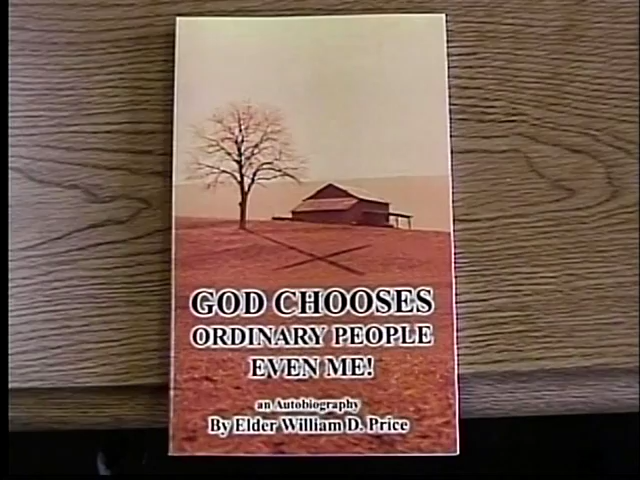 GOD CHOOSES
ORDINARY PEOPLE
EVEN ME!
an Autobiography
By Elder William D. Price